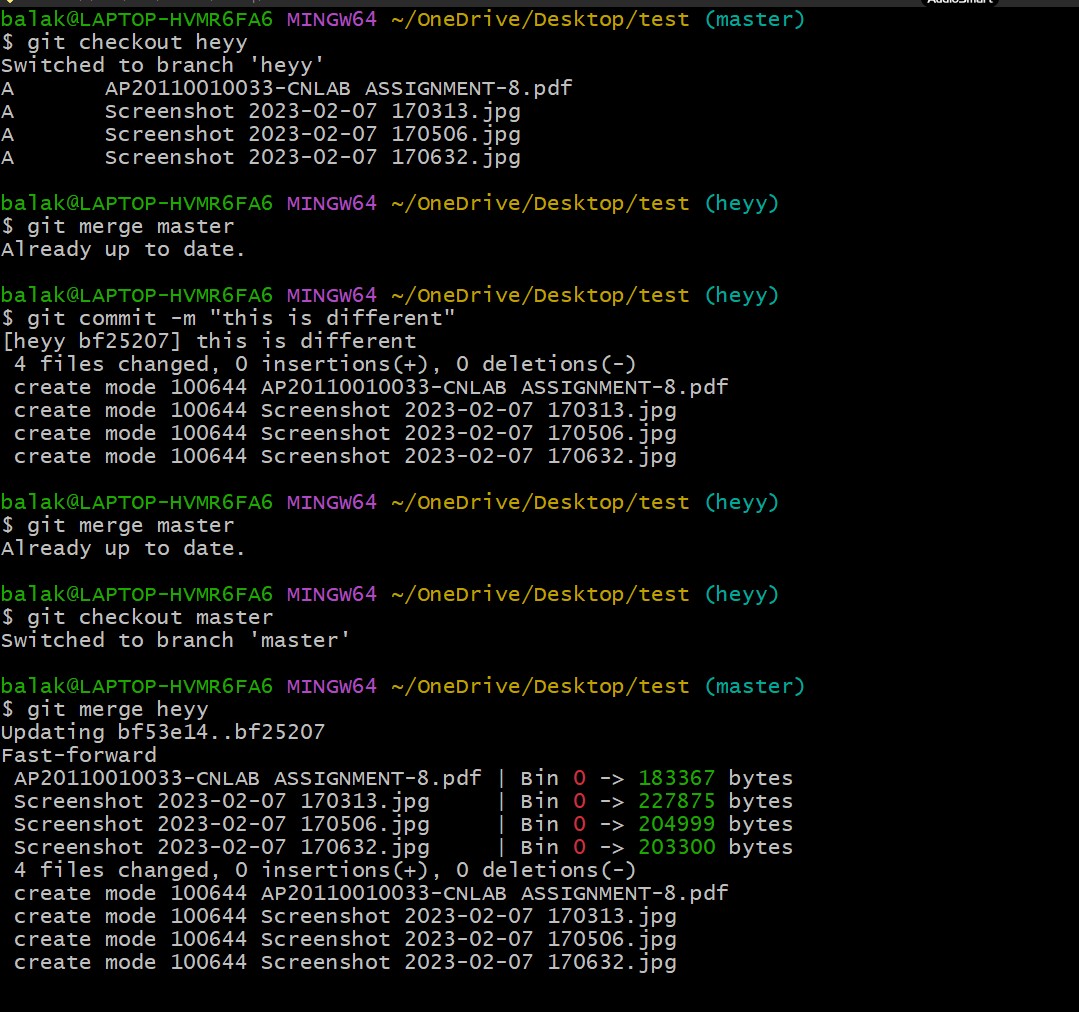 AudioSmart
balak@LAPTOP-HVMR6FA6 MINGW64 ~/OneDrive/Desktop/test (master)
$ git checkout heyy
Switched to branch 'heyy'
A       AP20110010033-CNLAB ASSIGNMENT-8.pdf
A       Screenshot 2023-02-07 170313.jpg
A       Screenshot 2023-02-07 170506.jpg
A       Screenshot 2023-02-07 170632.jpg
balak@LAPTOP-HVMR6FA6 MINGW64 ~/OneDrive/Desktop/test (heyy)
$ git merge master
Already up to date.
balak@LAPTOP-HVMR6FA6 MINGW64 ~/OneDrive/Desktop/test (heyy)
$ git commit -m "this is different"
[heyy bf25207] this is different
 4 files changed, 0 insertions(+), 0 deletions(-)
 create mode 100644 AP20110010033-CNLAB ASSIGNMENT-8.pdf
 create mode 100644 Screenshot 2023-02-07 170313.jpg
 create mode 100644 Screenshot 2023-02-07 170506.jpg
 create mode 100644 Screenshot 2023-02-07 170632.jpg
balak@LAPTOP-HVMR6FA6 MINGW64 ~/OneDrive/Desktop/test (heyy)
$ git merge master
Already up to date.
balak@LAPTOP-HVMR6FA6 MINGW64 ~/OneDrive/Desktop/test (heyy)
$ git checkout master
Switched to branch 'master'
balak@LAPTOP-HVMR6FA6 MINGW64 ~/OneDrive/Desktop/test (master)
$ git merge heyy
Updating bf53e14..bf25207
Fast-forward
 AP20110010033-CNLAB ASSIGNMENT-8.pdf | Bin 0 -> 183367 bytes
 Screenshot 2023-02-07 170313.jpg     | Bin 0 -> 227875 bytes
 Screenshot 2023-02-07 170506.jpg     | Bin 0 -> 204999 bytes
 Screenshot 2023-02-07 170632.jpg     | Bin 0 -> 203300 bytes
 4 files changed, 0 insertions(+), 0 deletions(-)
 create mode 100644 AP20110010033-CNLAB ASSIGNMENT-8.pdf
 create mode 100644 Screenshot 2023-02-07 170313.jpg
 create mode 100644 Screenshot 2023-02-07 170506.jpg
 create mode 100644 Screenshot 2023-02-07 170632.jpg